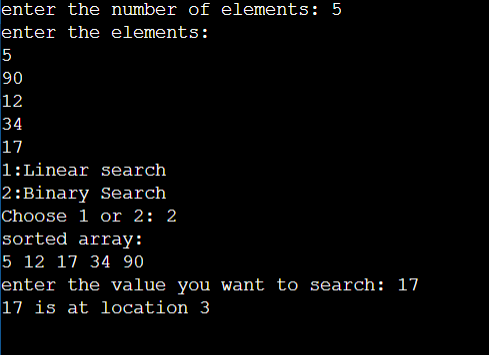 enter the number of elements: 5
enter the elements:
5
90
12
34
17
1:Linear search
2:Binary Search
Choose 1 or 2: 2
sorted array:
5 12 17 34 90
enter the value you want to search: 17
17 is at location 3